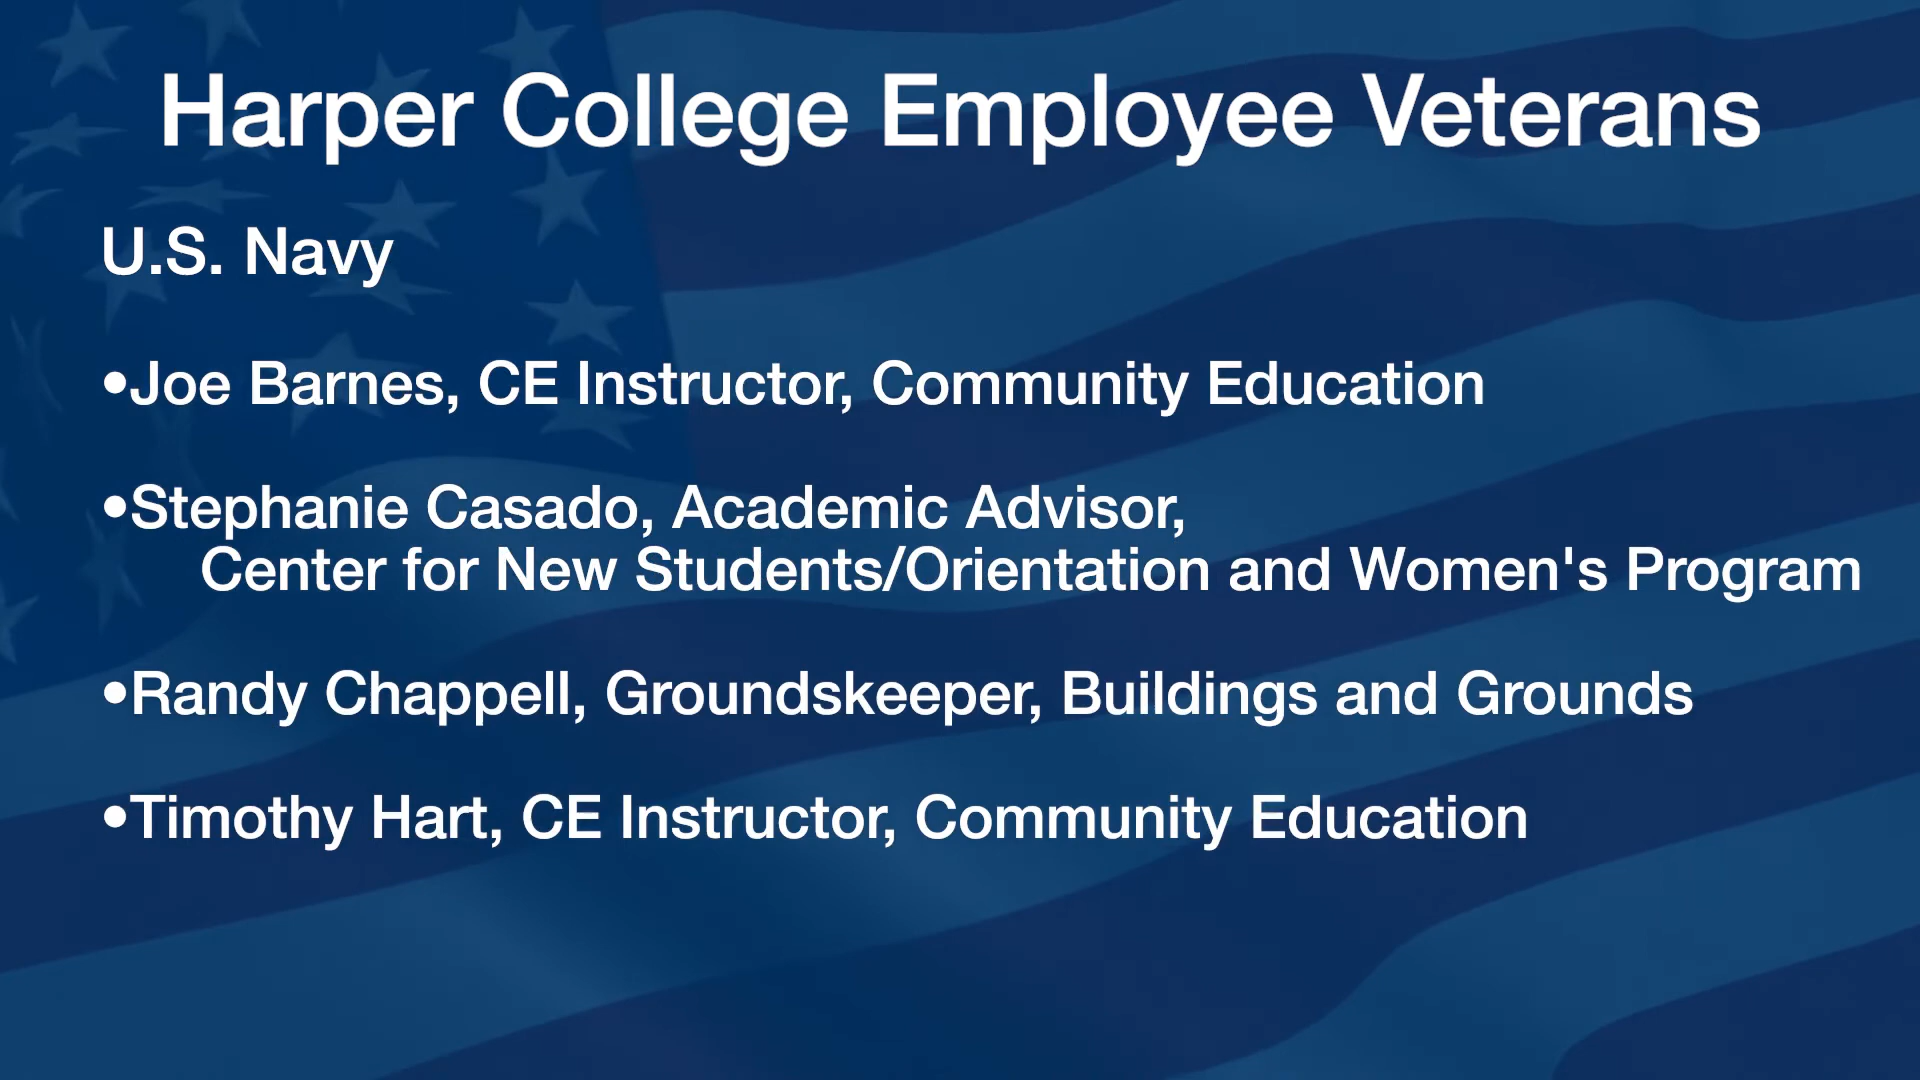 Harper College Employee Veterans
U.S. Navy
•Joe Barnes, CE Instructor, Community Education
•Stephanie Casado, Academic Advisor,
Center for New Students/Orientation and Women's Program
•Randy Chappell, Groundskeeper, Buildings and Grounds
•Timothy Hart, CE Instructor, Community Education